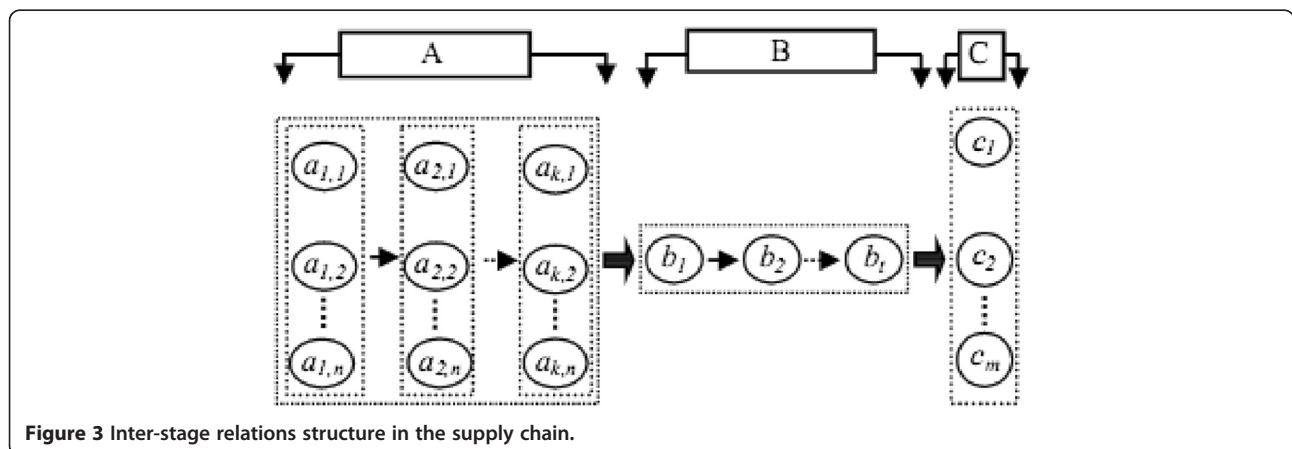 A B C
a1,1 a2,1 ak,1 c1
a1,2 a2,2 ak,2 b1 b2 bt c2
a1,n a2,n ak,n cm
Figure 3 Inter-stage relations structure in the supply chain.